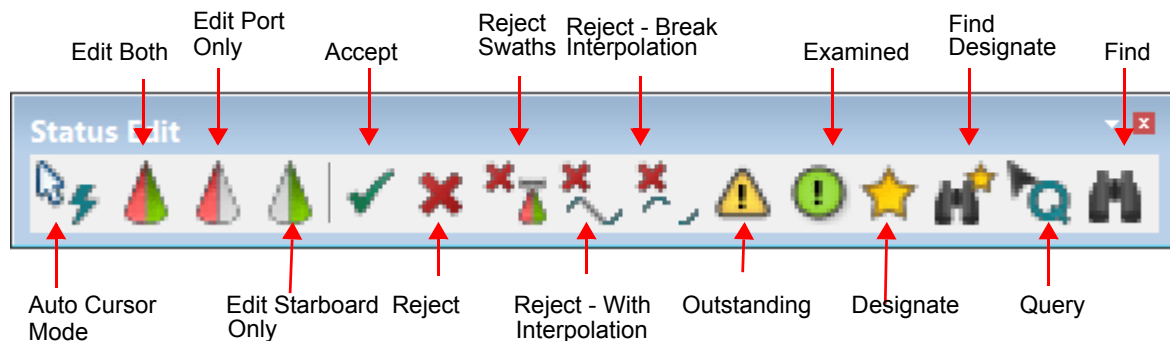 Edit Both
Edit Port
Only
Accept
Reject
Swaths
Reject - Break
Interpolation
Examined
Find
Designate
Find
Status Edit
Auto Cursor
Mode
Edit Starboard
Only
Reject
Reject - With
Interpolation
Outstanding
Designate
Query